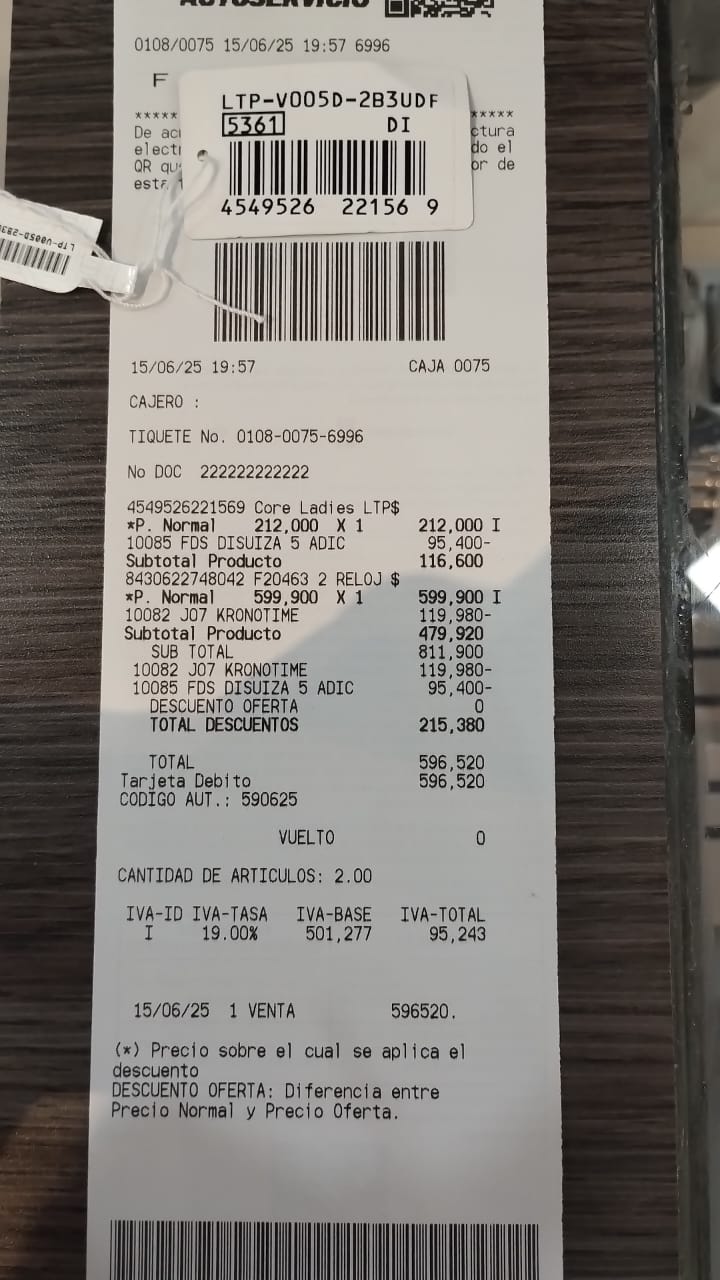 AUTOSERVICIO
0108/0075 15/06/25 19:57 6996
F
LTP-V005D-2B3UDF
5361 DI
4549526 22156 9
*****
*****
De
ctura
elect
do el
QR
or de
LTP-V005D-2B3
15/06/25 19:57 CAJA 0075
CAJERO :
TIQUETE No. 0108-0075-6996
No DOC 222222222222
4549526221569 Core Ladies LTP$
*P. Normal 212,000 X 1 212,000 I
10085 FDS DISUIZA 5 ADIC 95,400-
Subtotal Producto 116,600
8430622748042 F20463 2 RELOJ $
*P. Normal 599,900 X 1 599,900 I
10082 J07 KRONOTIME 119,980-
Subtotal Producto 479,920
SUB TOTAL 811,900
10082 J07 KRONOTIME 119,980-
10085 FDS DISUIZA 5 ADIC 95,400-
DESCUENTO OFERTA 0
TOTAL DESCUENTOS 215,380
TOTAL 596,520
Tarjeta Debito 596,520
CODIGO AUT.: 590625
VUELTO 0
CANTIDAD DE ARTICULOS: 2.00
IVA-ID IVA-TASA IVA-BASE IVA-TOTAL
I 19.00% 501,277 95,243
15/06/25 1 VENTA 596520.
(*) Precio sobre el cual se aplica el
descuento
DESCUENTO OFERTA: Diferencia entre
Precio Normal y Precio Oferta.